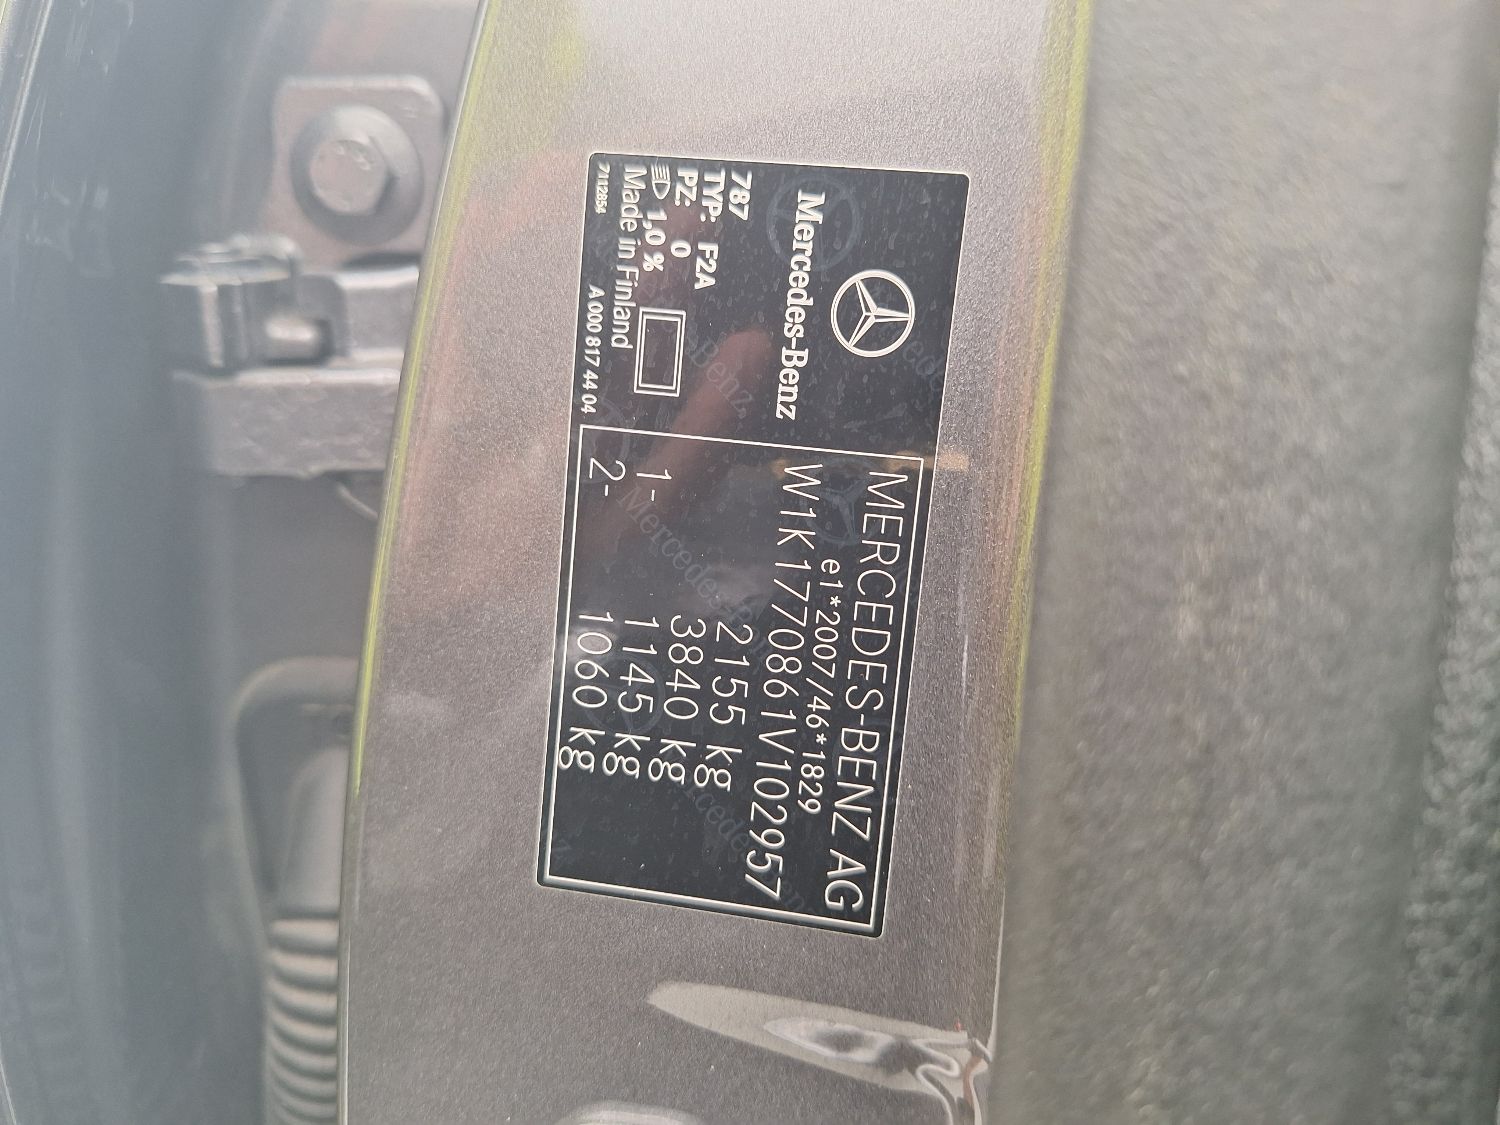 Mercedes-Benz
787
TYP: F2A
PZ: 0
1,0 %
Made in Finland
7412854 A 000 817 44 04
MERCEDES-BENZ AG
e1*2007/46*1829
W1K1770861V102957
2155 kg
3840 kg
1- 1145 kg
2- 1060 kg